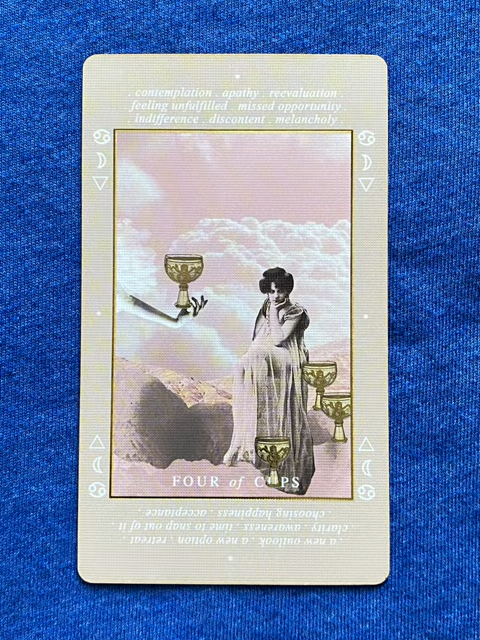 . contemplation . apathy . reevaluation .
. feeling unfulfilled . missed opportunity .
. indifference . discontent . melancholy .
FOUR of CUPS
. a new outlook . a new option . retreat .
clarity . awareness . time to snap out of it
. choosing happiness . acceptance .